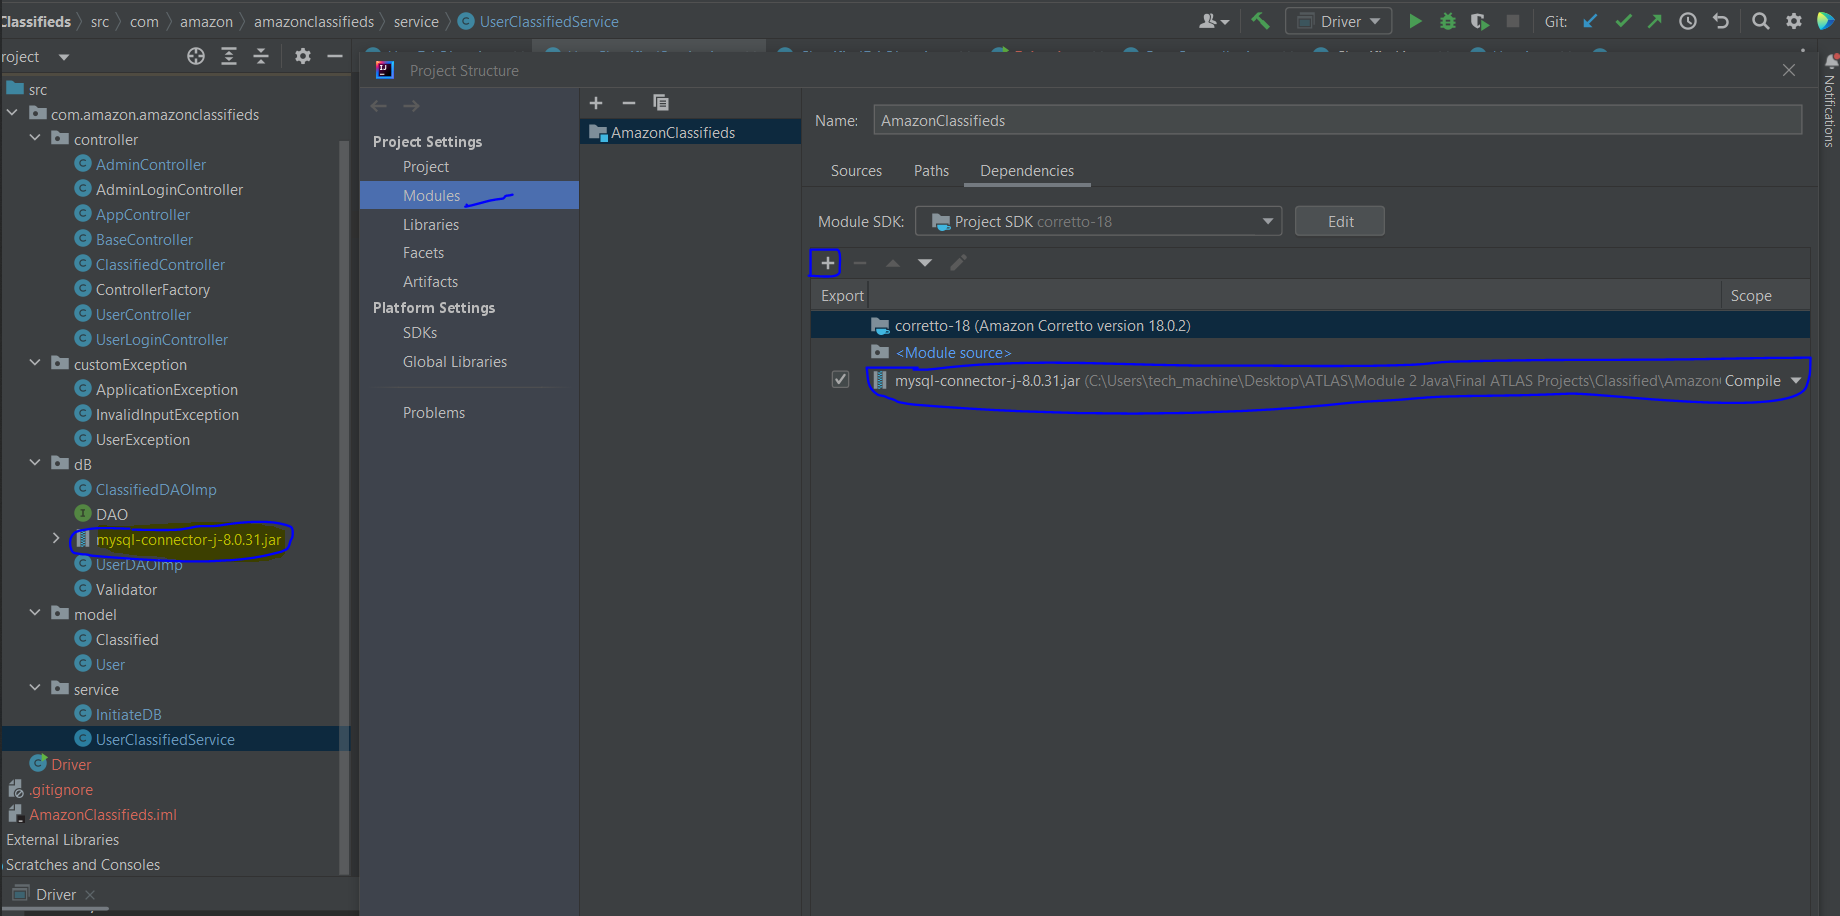 Classifieds src com amazon amazonclassifieds service UserClassifiedService
Driver
Git:
roject
Project Structure
Notifications
src
com.amazon.amazonclassifieds
controller
AdminController
AdminLoginController
AppController
BaseController
ClassifiedController
ControllerFactory
UserController
UserLoginController
customException
ApplicationException
InvalidInputException
UserException
dB
ClassifiedDAOImp
DAO
mysql-connector-j-8.0.31.jar
UserDAOImp
Validator
model
Classified
User
service
InitiateDB
UserClassifiedService
Driver
.gitignore
AmazonClassifieds.iml
External Libraries
Scratches and Consoles
Driver
Project Settings
Project
Modules
Libraries
Facets
Artifacts
Platform Settings
SDKs
Global Libraries
Problems
AmazonClassifieds
Name: AmazonClassifieds
Sources Paths Dependencies
Module SDK: Project SDK corretto-18 Edit
Export Scope
corretto-18 (Amazon Corretto version 18.0.2)
<Module source>
mysql-connector-j-8.0.31.jar (C:\Users\tech_machine\Desktop\ATLAS\Module 2 Java\Final ATLAS Projects\Classified\Amazon Compile